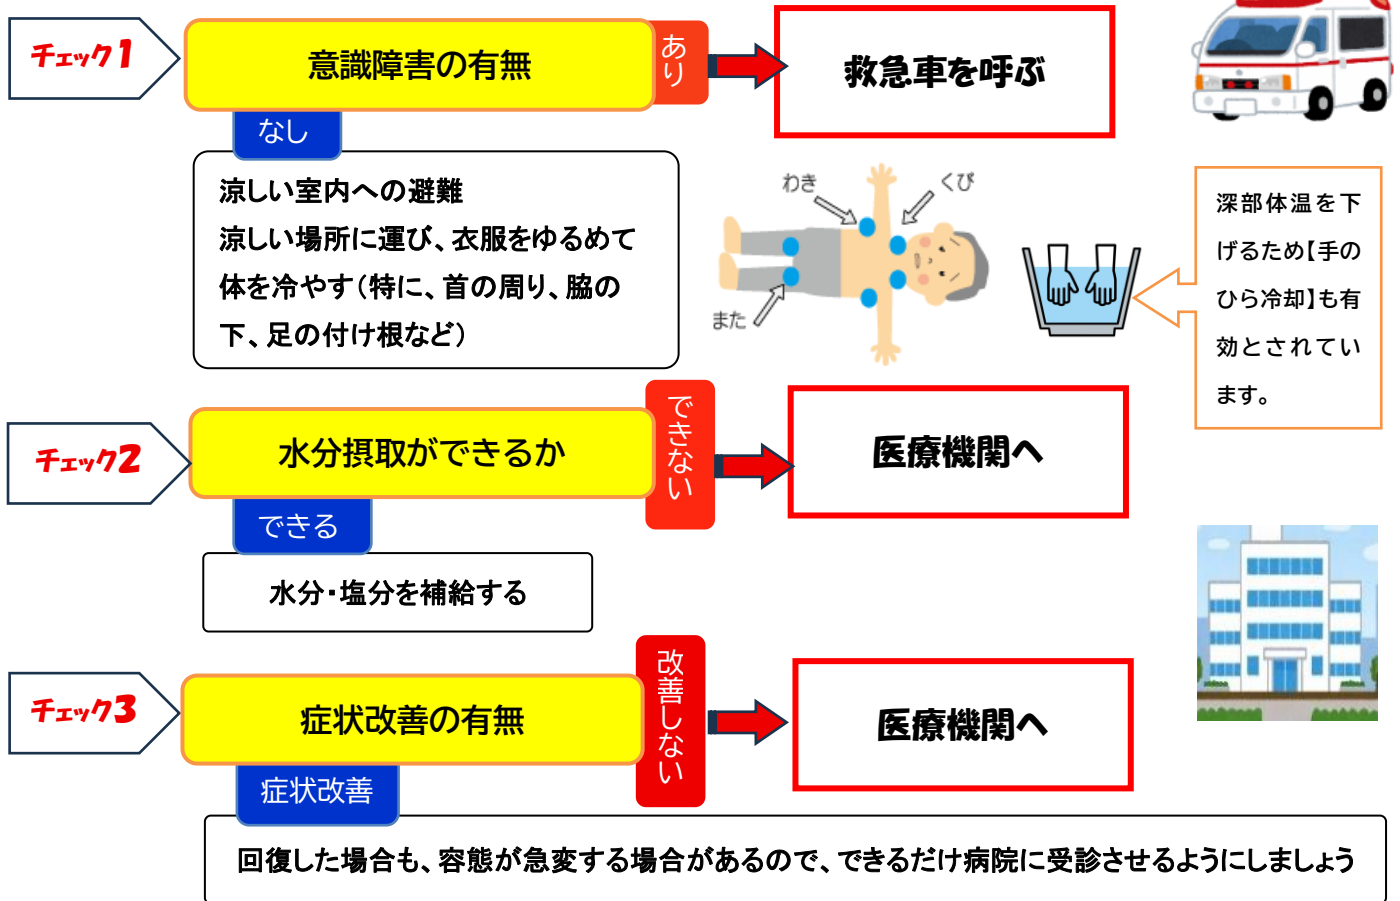 チェック1
意識障害の有無
あり
救急車を呼ぶ
なし
涼しい室内への避難
涼しい場所に運び、衣服をゆるめて
体を冷やす(特に、首の周り、脇の
下、足の付け根など)
わき
くび
また
深部体温を下
げるため【手の
ひら冷却】も有
効とされてい
ます。
チェック2
水分摂取ができるか
できない
医療機関へ
できる
水分・塩分を補給する
チェック3
症状改善の有無
改善しない
医療機関へ
症状改善
回復した場合も、容態が急変する場合があるので、できるだけ病院に受診させるようにしましょう